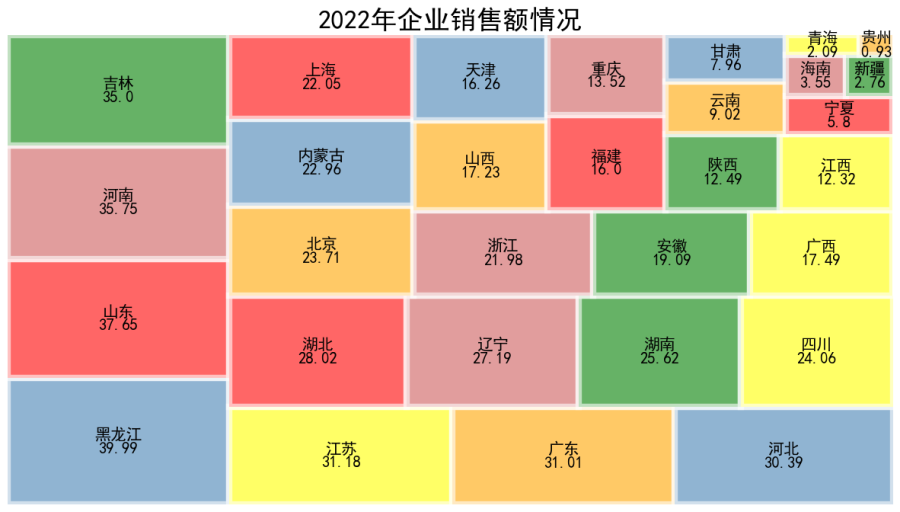 2022年企业销售额情况
吉林
35.0
河南
35.75
山东
37.65
黑龙江
39.99
上海
22.05
内蒙古
22.96
北京
23.71
湖北
28.02
江苏
31.18
天津
16.26
山西
17.23
浙江
21.98
辽宁
27.19
广东
31.01
重庆
13.52
福建
16.0
安徽
19.09
湖南
25.62
河北
30.39
甘肃
7.96
云南
9.02
陕西
12.49
江西
12.32
广西
17.49
四川
24.06
青海
2.09
贵州
0.93
海南
3.55
新疆
2.76
宁夏
5.8